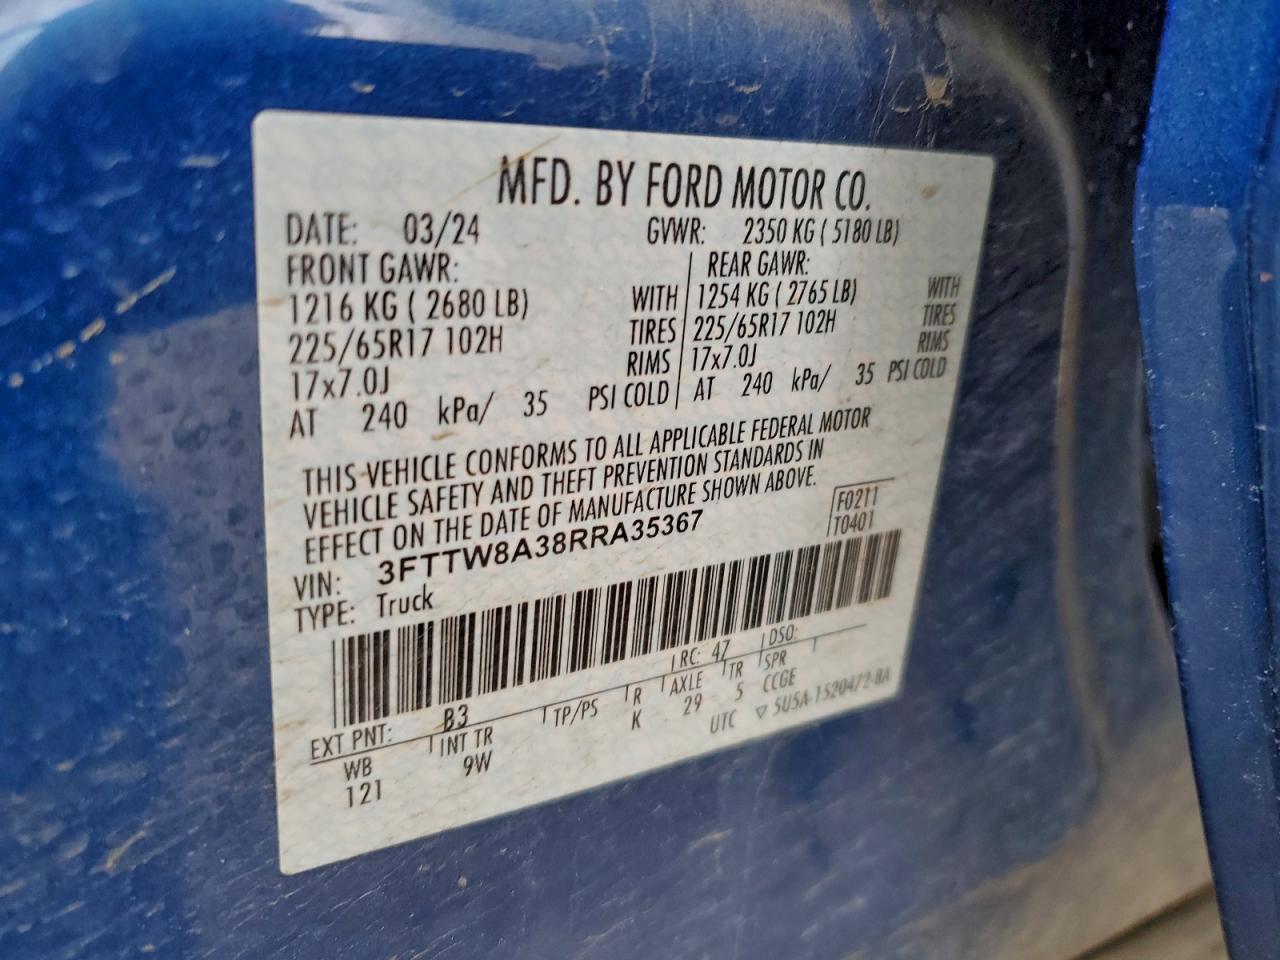 MFD. BY FORD MOTOR CO.
DATE: 03/24 GVWR: 2350 KG ( 5180 LB)
FRONT GAWR: REAR GAWR:
1216 KG ( 2680 LB) WITH 1254 KG ( 2765 LB) WITH
225/65R17 102H TIRES 225/65R17 102H TIRES
17x7.0J RIMS 17x7.0J RIMS
AT 240 kPa/ 35 PSI COLD AT 240 kPa/ 35 PSI COLD
THIS VEHICLE CONFORMS TO ALL APPLICABLE FEDERAL MOTOR
VEHICLE SAFETY AND THEFT PREVENTION STANDARDS IN
EFFECT ON THE DATE OF MANUFACTURE SHOWN ABOVE.
VIN: 3FTTW8A38RRA35367 F0211
TYPE: Truck T0401
EXT PNT: B3 RC: 47 DSO:
WB INT TR TP/PS R AXLE TR SPR
121 9W K 29 5 CCGE
UTC ▽ 5U5A-1520472-BA